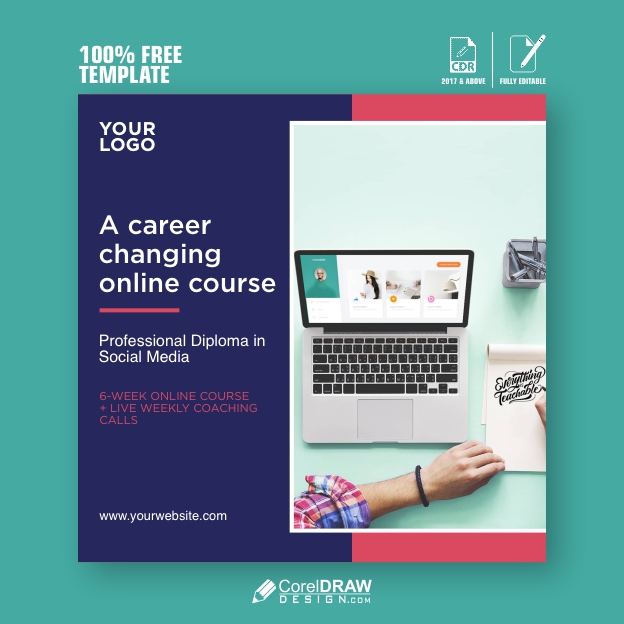 100% FREE
TEMPLATE
CDR
2017 & ABOVE
FULLY EDITABLE
YOUR
LOGO
A career
changing
online course
Professional Diploma in
Social Media
6-WEEK ONLINE COURSE
+ LIVE WEEKLY COACHING
CALLS
Everything
Teachable
www.yourwebsite.com
CorelDRAW
DESIGN.COM